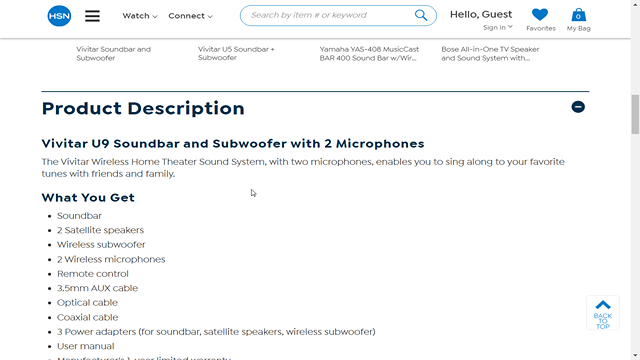 HSN
Watch
Connect
Search by item # or keyword
Hello, Guest
Sign In
Favorites
0
My Bag
Vivitar Soundbar and
Subwoofer
Vivitar U5 Soundbar +
Subwoofer
Yamaha YAS-408 MusicCast
BAR 400 Sound Bar w/Wir...
Bose All-in-One TV Speaker
and Sound System with...
Product Description
Vivitar U9 Soundbar and Subwoofer with 2 Microphones
The Vivitar Wireless Home Theater Sound System, with two microphones, enables you to sing along to your favorite
tunes with friends and family.
What You Get
Soundbar
2 Satellite speakers
Wireless subwoofer
2 Wireless microphones
Remote control
3.5mm AUX cable
Optical cable
Coaxial cable
3 Power adapters (for soundbar, satellite speakers, wireless subwoofer)
User manual
Manufacturer's 1-year limited warranty
BACK
TO
TOP